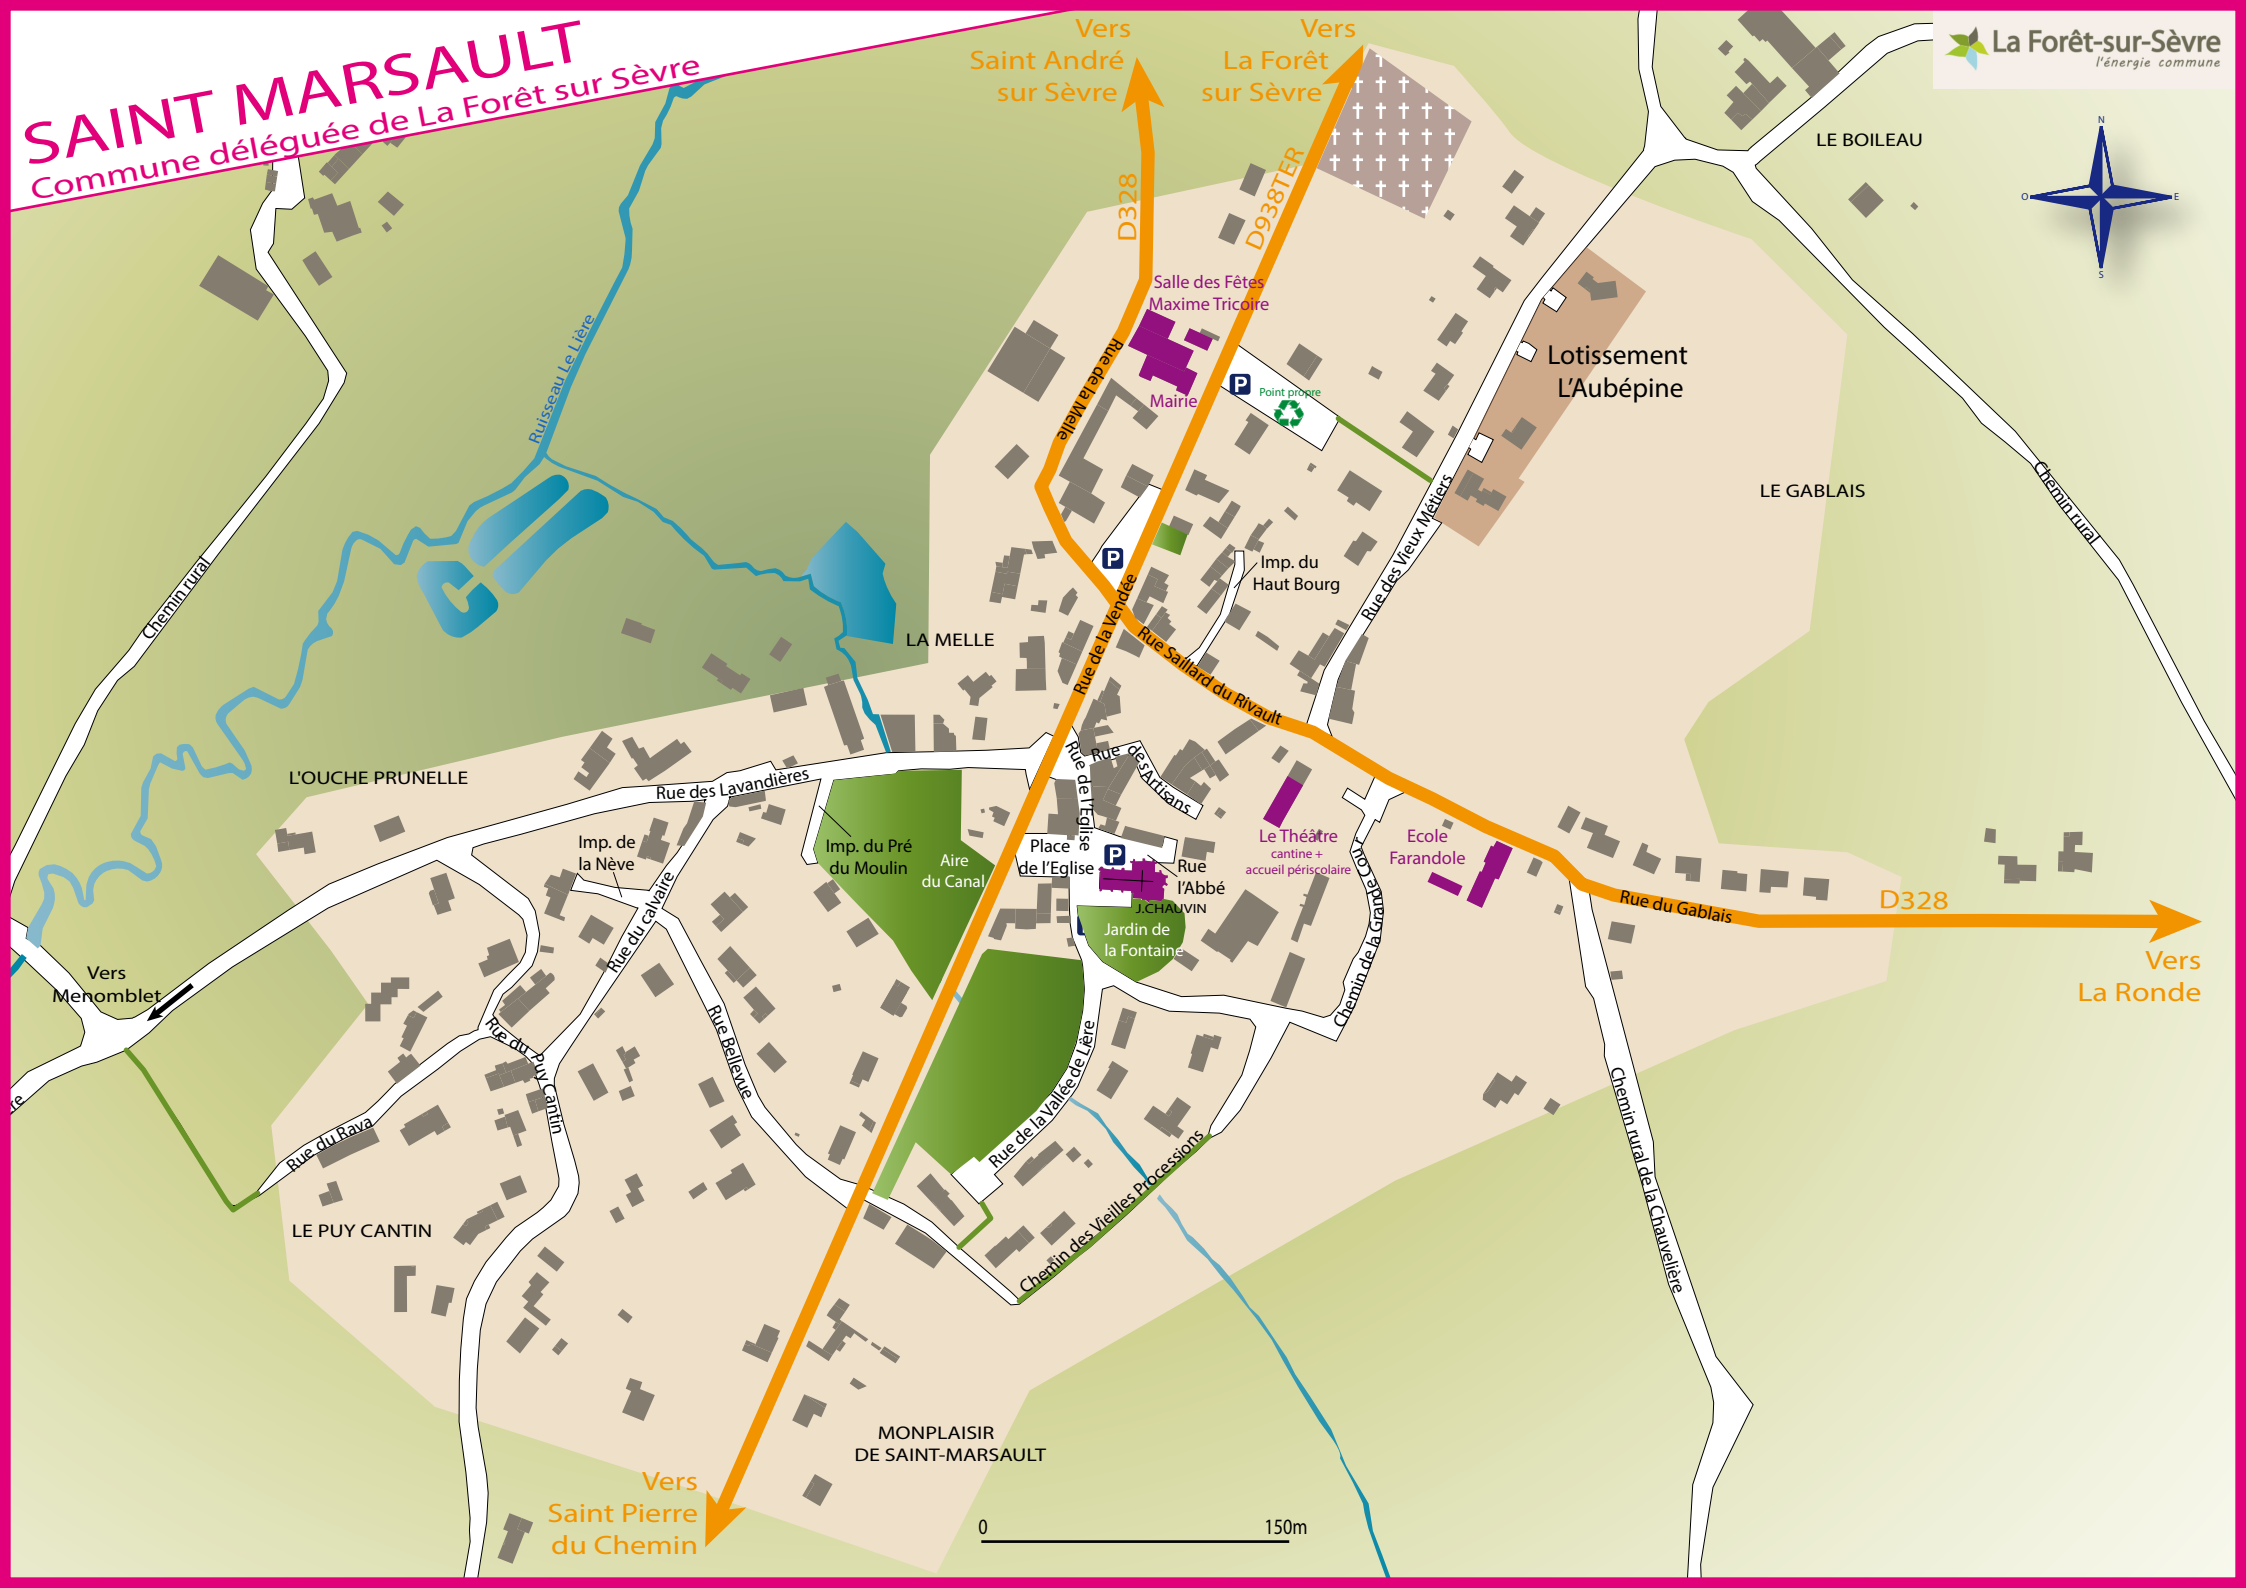 SAINT MARSAULT
Commune déléguée de La Forêt sur Sèvre
Vers
Saint André
sur Sèvre
Vers
La Forêt
sur Sèvre
La Forêt-sur-Sèvre
l'énergie commune
N
O
E
S
LE BOILEAU
D328
D938TER
Salle des Fêtes
Maxime Tricoire
Mairie
P
Point propre
Rue de la Melle
Ruisseau Le Lière
Lotissement
L'Aubépine
LE GABLAIS
Chemin rural
Chemin rural
Rue des Vieux Métiers
Imp. du
Haut Bourg
P
Rue de la Vendée
Rue Saillard du Rivault
LA MELLE
L'OUCHE PRUNELLE
Rue des Lavandières
Rue de l'Eglise
Rue des Artisans
Imp. de
la Nève
Imp. du Pré
du Moulin
Aire
du Canal
Place
de l'Eglise
P
Rue
l'Abbé
J.CHAUVIN
Jardin de
la Fontaine
Le Théâtre
cantine +
accueil périscolaire
Ecole
Farandole
Chemin de la Grande Cour
Rue du Gablais
D328
Vers
La Ronde
Vers
Menomblet
re
Rue du calvaire
Rue Bellevue
Rue du Puy Cantin
Rue du Rava
LE PUY CANTIN
Rue de la Vallée de Lière
Chemin des Vieilles Processions
Chemin rural de la Chauvelière
MONPLAISIR
DE SAINT-MARSAULT
Vers
Saint Pierre
du Chemin
0
150m